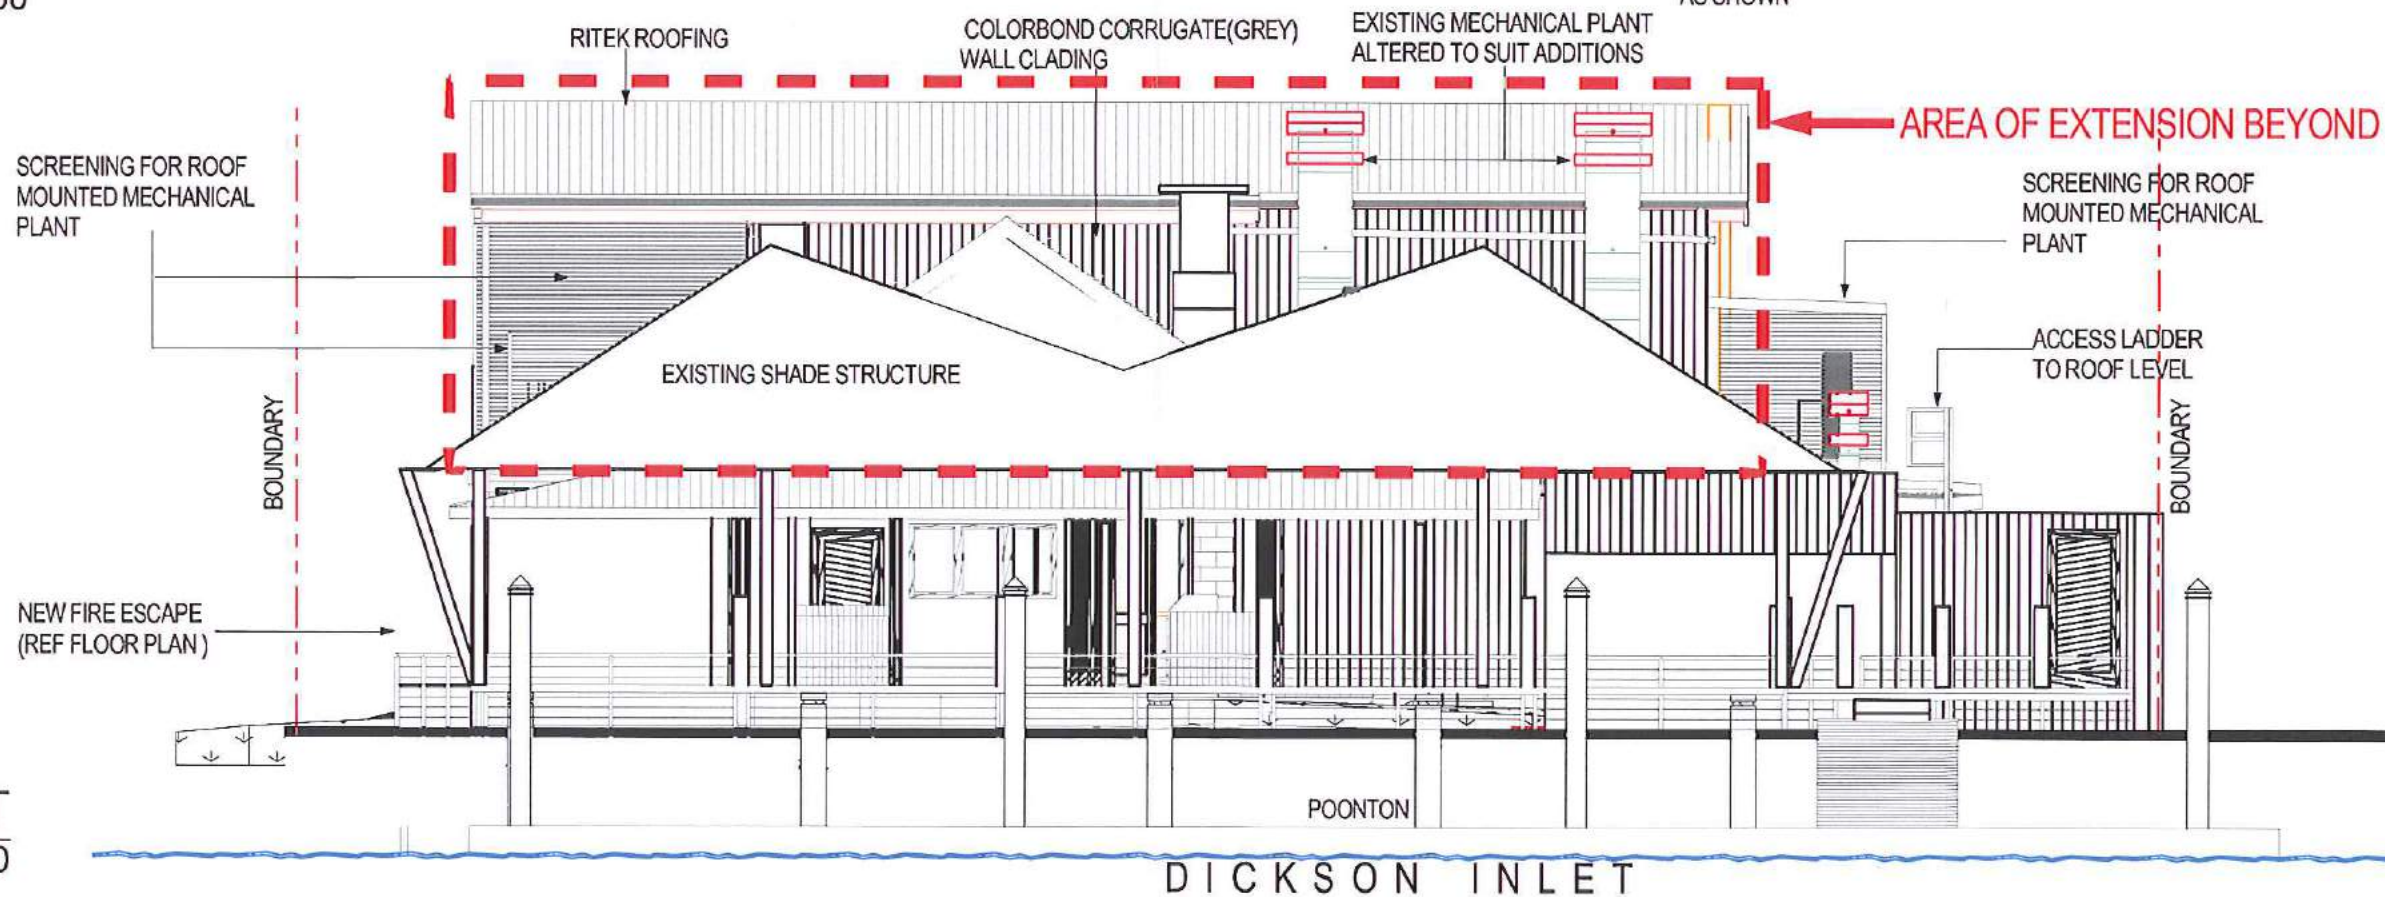 RITEK ROOFING
COLORBOND CORRUGATE(GREY)
WALL CLADING
EXISTING MECHANICAL PLANT
ALTERED TO SUIT ADDITIONS
AS SHOWN
AREA OF EXTENSION BEYOND
SCREENING FOR ROOF
MOUNTED MECHANICAL
PLANT
SCREENING FOR ROOF
MOUNTED MECHANICAL
PLANT
ACCESS LADDER
TO ROOF LEVEL
EXISTING SHADE STRUCTURE
BOUNDARY
BOUNDARY
NEW FIRE ESCAPE
(REF FLOOR PLAN )
POONTON
DICKSON INLET